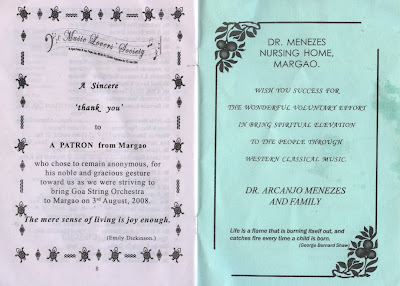 Music Lovers' Society
A Sincere
'thank you'
to
A PATRON from Margao
who chose to remain anonymous, for
his noble and gracious gesture
toward us as we were striving to
bring Goa String Orchestra
to Margao on 3rd August, 2008.
The mere sense of living is joy enough.
(Emily Dickinson.)
8
DR. MENEZES
NURSING HOME,
MARGAO.
WISH YOU SUCCESS FOR
THE WONDERFUL VOLUNTARY EFFORT
IN BRING SPIRITUAL ELEVATION
TO THE PEOPLE THROUGH
WESTERN CLASSICAL MUSIC.
DR. ARCANJO MENEZES
AND FAMILY
Life is a flame that is burning itself out, and
catches fire every time a child is born.
(George Bernard Shaw)